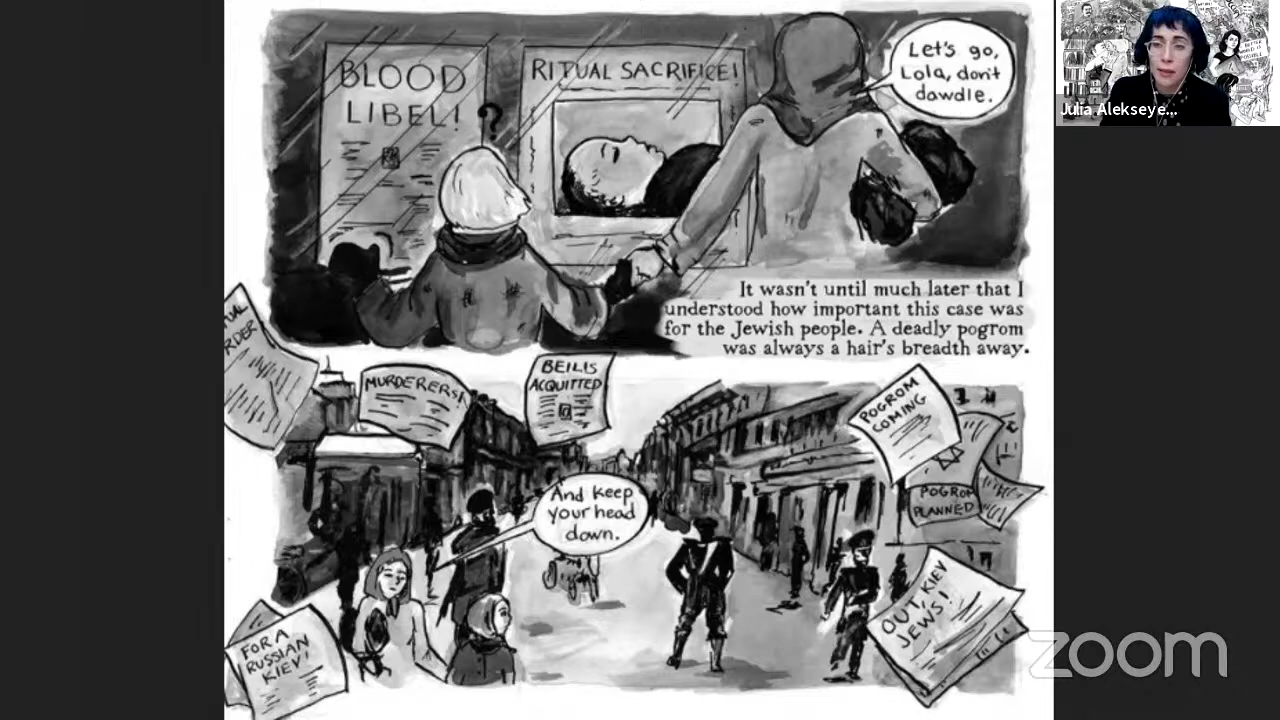 BLOOD
LIBEL!
?
RITUAL SACRIFICE!
Let's go,
Lola, don't
dawdle.
Julia Alekseye...
It wasn't until much later that I
understood how important this case was
for the Jewish people. A deadly pogrom
was always a hair's breadth away.
MURDERERS!
BEILIS
ACQUITTED
POGROM
COMING
POGROM
PLANNED
And keep
your head
down.
OUT, KIEV
JEWS!
FOR A
RUSSIAN
KIEV!
zoom